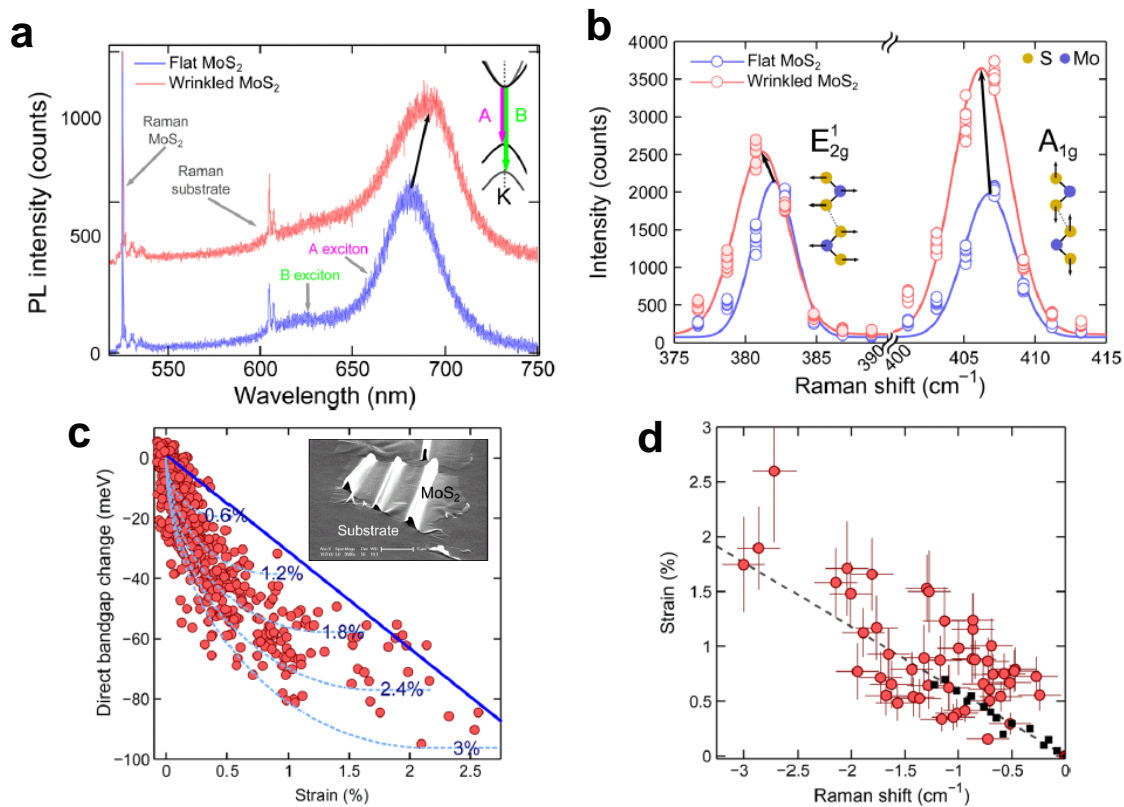 a
Flat MoS₂
Wrinkled MoS₂
Raman
MoS₂
Raman
substrate
A exciton
B exciton
A
B
K
1000
500
0
PL intensity (counts)
550
600
650
700
750
Wavelength (nm)
b
Flat MoS₂
Wrinkled MoS₂
S
Mo
E¹₂g
A₁g
4000
3500
3000
2500
2000
1500
1000
500
0
Intensity (counts)
375
380
385
390
400
405
410
415
Raman shift (cm⁻¹)
c
MoS₂
Substrate
0.6%
1.2%
1.8%
2.4%
3%
0
−20
−40
−60
−80
−100
Direct bandgap change (meV)
0
0.5
1
1.5
2
2.5
Strain (%)
d
3
2.5
2
1.5
1
0.5
0
Strain (%)
−3
−2.5
−2
−1.5
−1
−0.5
0
Raman shift (cm⁻¹)